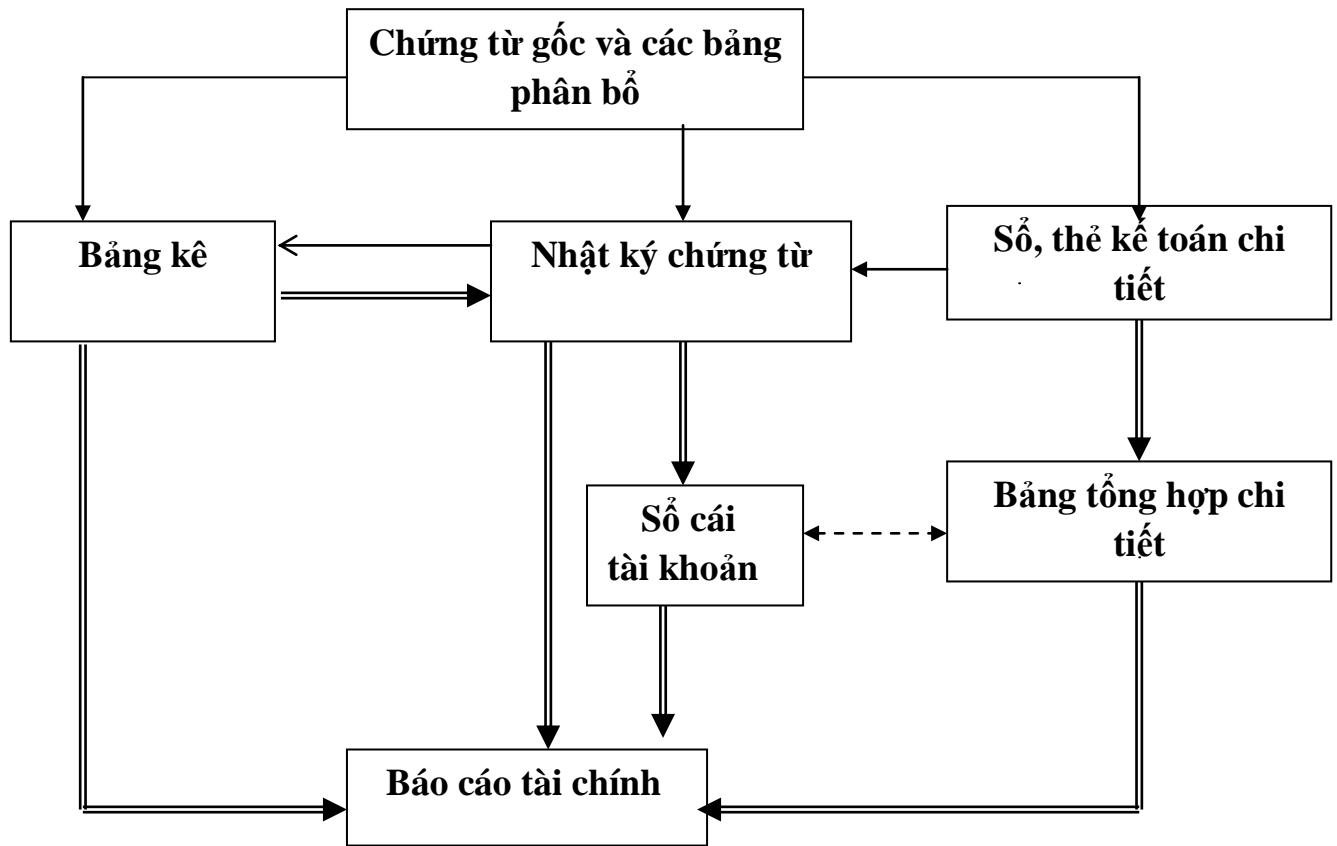 Chứng từ gốc và các bảng
phân bổ
Bảng kê
Nhật ký chứng từ
Sổ, thẻ kế toán chi
tiết
Sổ cái
tài khoản
Bảng tổng hợp chi
tiết
Báo cáo tài chính